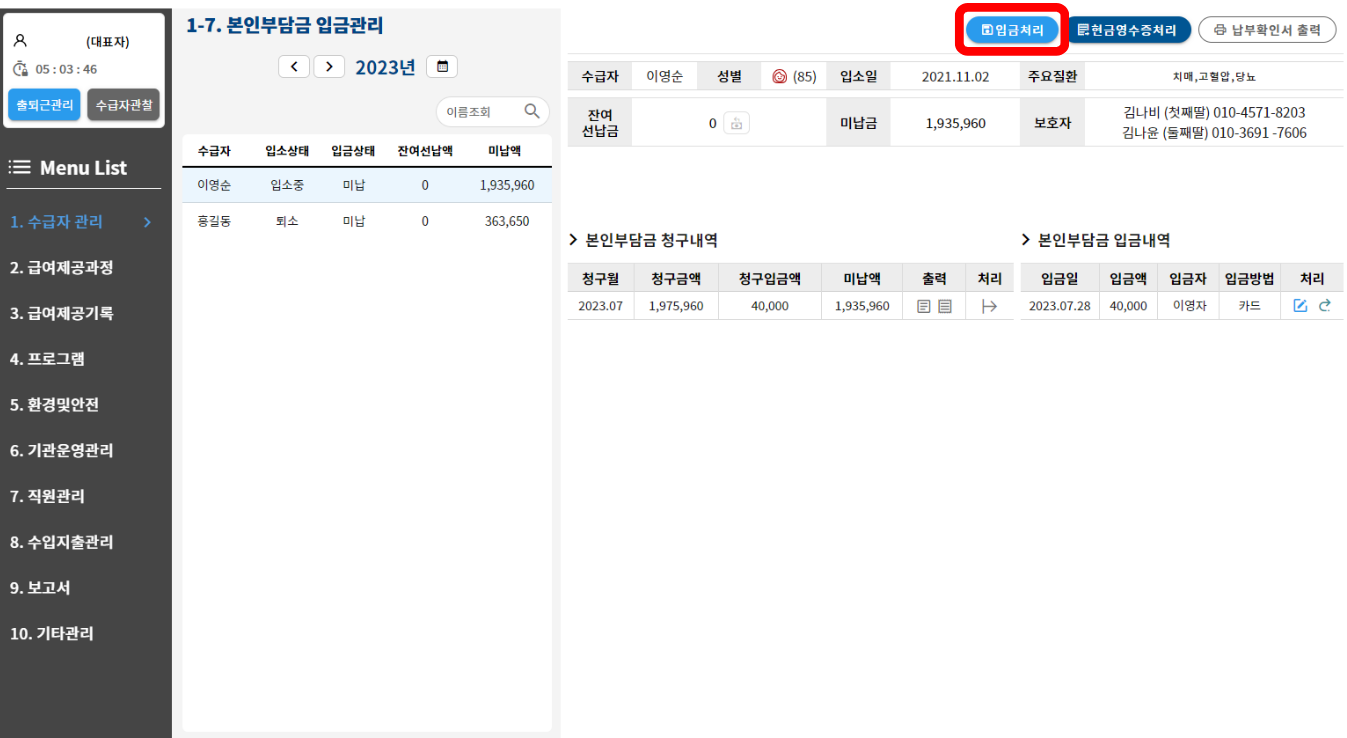 (대표자)
05 : 03 : 46
출퇴근관리 수급자관찰
Menu List
1. 수급자 관리
2. 급여제공과정
3. 급여제공기록
4. 프로그램
5. 환경및안전
6. 기관운영관리
7. 직원관리
8. 수입지출관리
9. 보고서
10. 기타관리
1-7. 본인부담금 입금관리
2023년
이름조회
수급자 입소상태 입금상태 잔여선납액 미납액
이영순 입소중 미납 0 1,935,960
홍길동 퇴소 미납 0 363,650
입금처리 현금영수증처리 납부확인서 출력
수급자 이영순 성별 (85) 입소일 2021.11.02 주요질환 치매,고혈압,당뇨
잔여
선납금 0 미납금 1,935,960 보호자
김나비 (첫째딸) 010-4571-8203
김나윤 (둘째딸) 010-3691 -7606
본인부담금 청구내역
청구월 청구금액 청구입금액 미납액 출력 처리
2023.07 1,975,960 40,000 1,935,960
본인부담금 입금내역
입금일 입금액 입금자 입금방법 처리
2023.07.28 40,000 이영자 카드